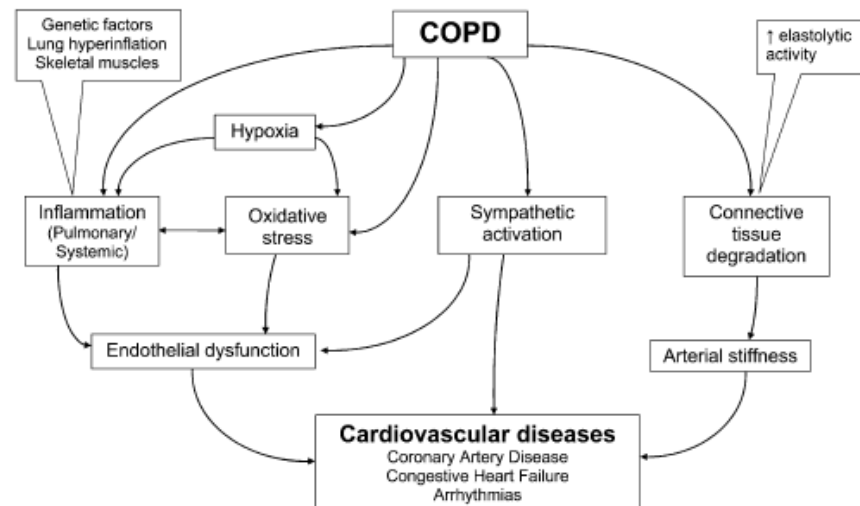 Genetic factors
Lung hyperinflation
Skeletal muscles
COPD
↑ elastolytic
activity
Hypoxia
Inflammation
(Pulmonary/
Systemic)
Oxidative
stress
Sympathetic
activation
Connective
tissue
degradation
Endothelial dysfunction
Arterial stiffness
Cardiovascular diseases
Coronary Artery Disease
Congestive Heart Failure
Arrhythmias